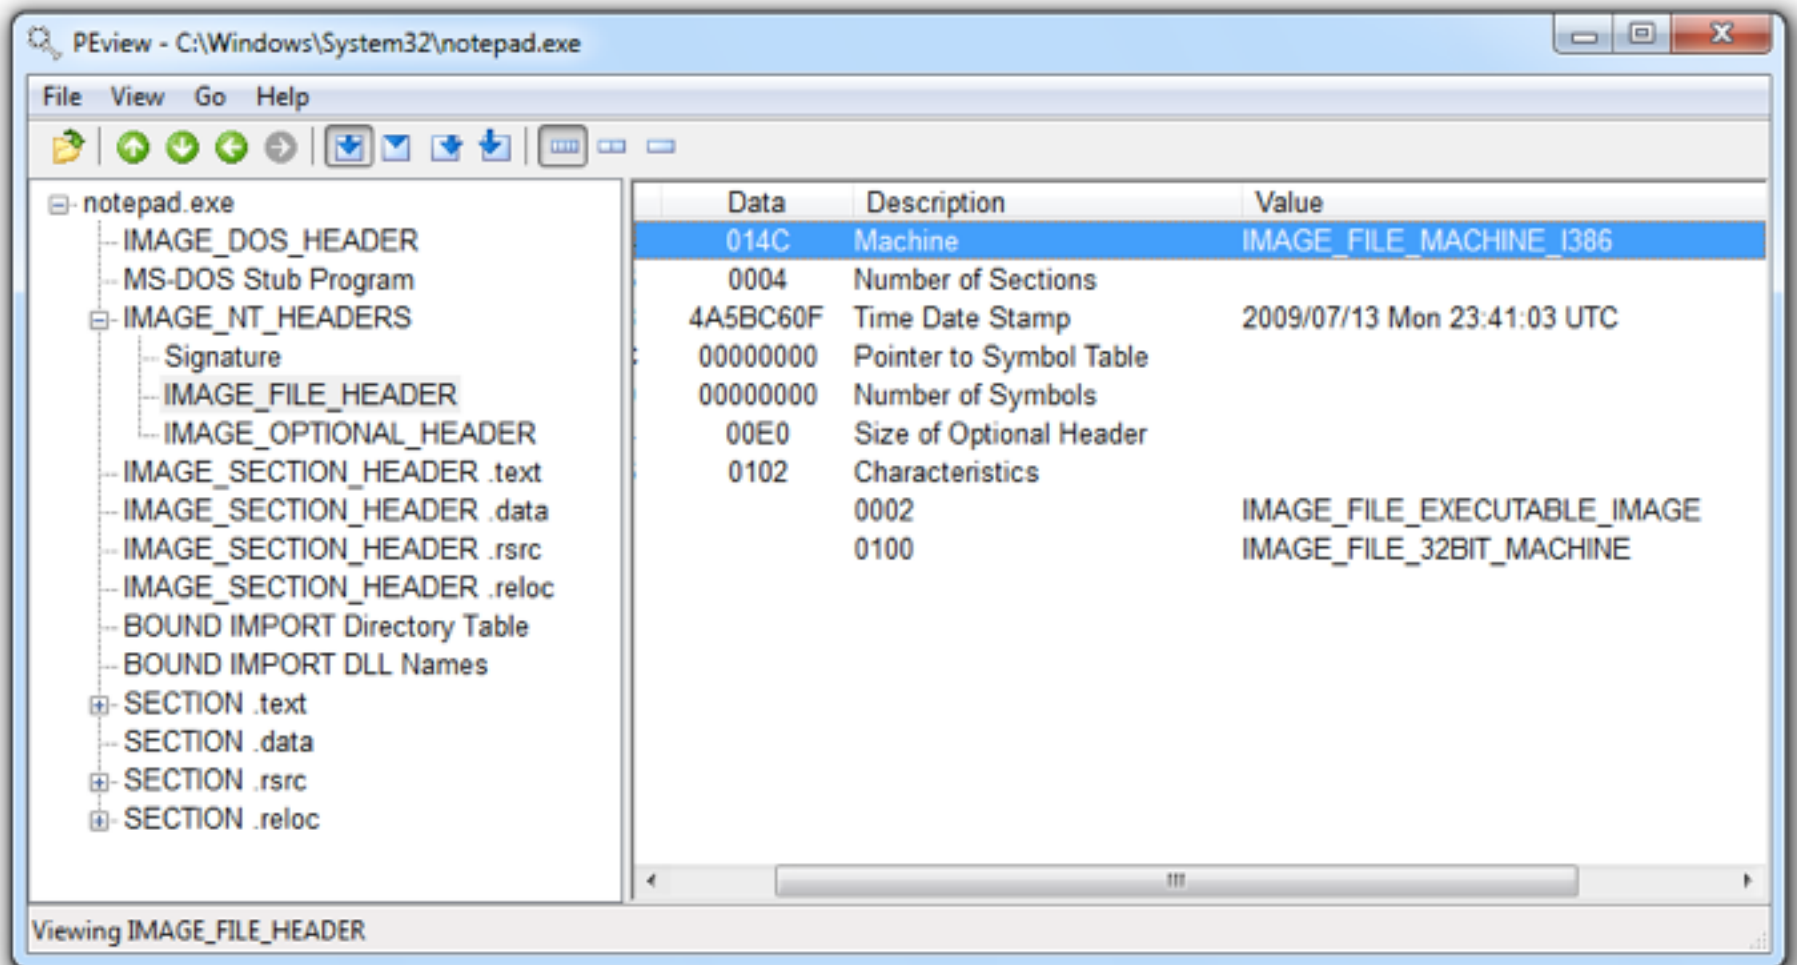 PEview - C:\Windows\System32\notepad.exe
File View Go Help
notepad.exe
IMAGE_DOS_HEADER
MS-DOS Stub Program
IMAGE_NT_HEADERS
Signature
IMAGE_FILE_HEADER
IMAGE_OPTIONAL_HEADER
IMAGE_SECTION_HEADER .text
IMAGE_SECTION_HEADER .data
IMAGE_SECTION_HEADER .rsrc
IMAGE_SECTION_HEADER .reloc
BOUND IMPORT Directory Table
BOUND IMPORT DLL Names
SECTION .text
SECTION .data
SECTION .rsrc
SECTION .reloc
Data Description Value
014C Machine IMAGE_FILE_MACHINE_I386
0004 Number of Sections
4A5BC60F Time Date Stamp 2009/07/13 Mon 23:41:03 UTC
00000000 Pointer to Symbol Table
00000000 Number of Symbols
00E0 Size of Optional Header
0102 Characteristics
0002 IMAGE_FILE_EXECUTABLE_IMAGE
0100 IMAGE_FILE_32BIT_MACHINE
Viewing IMAGE_FILE_HEADER